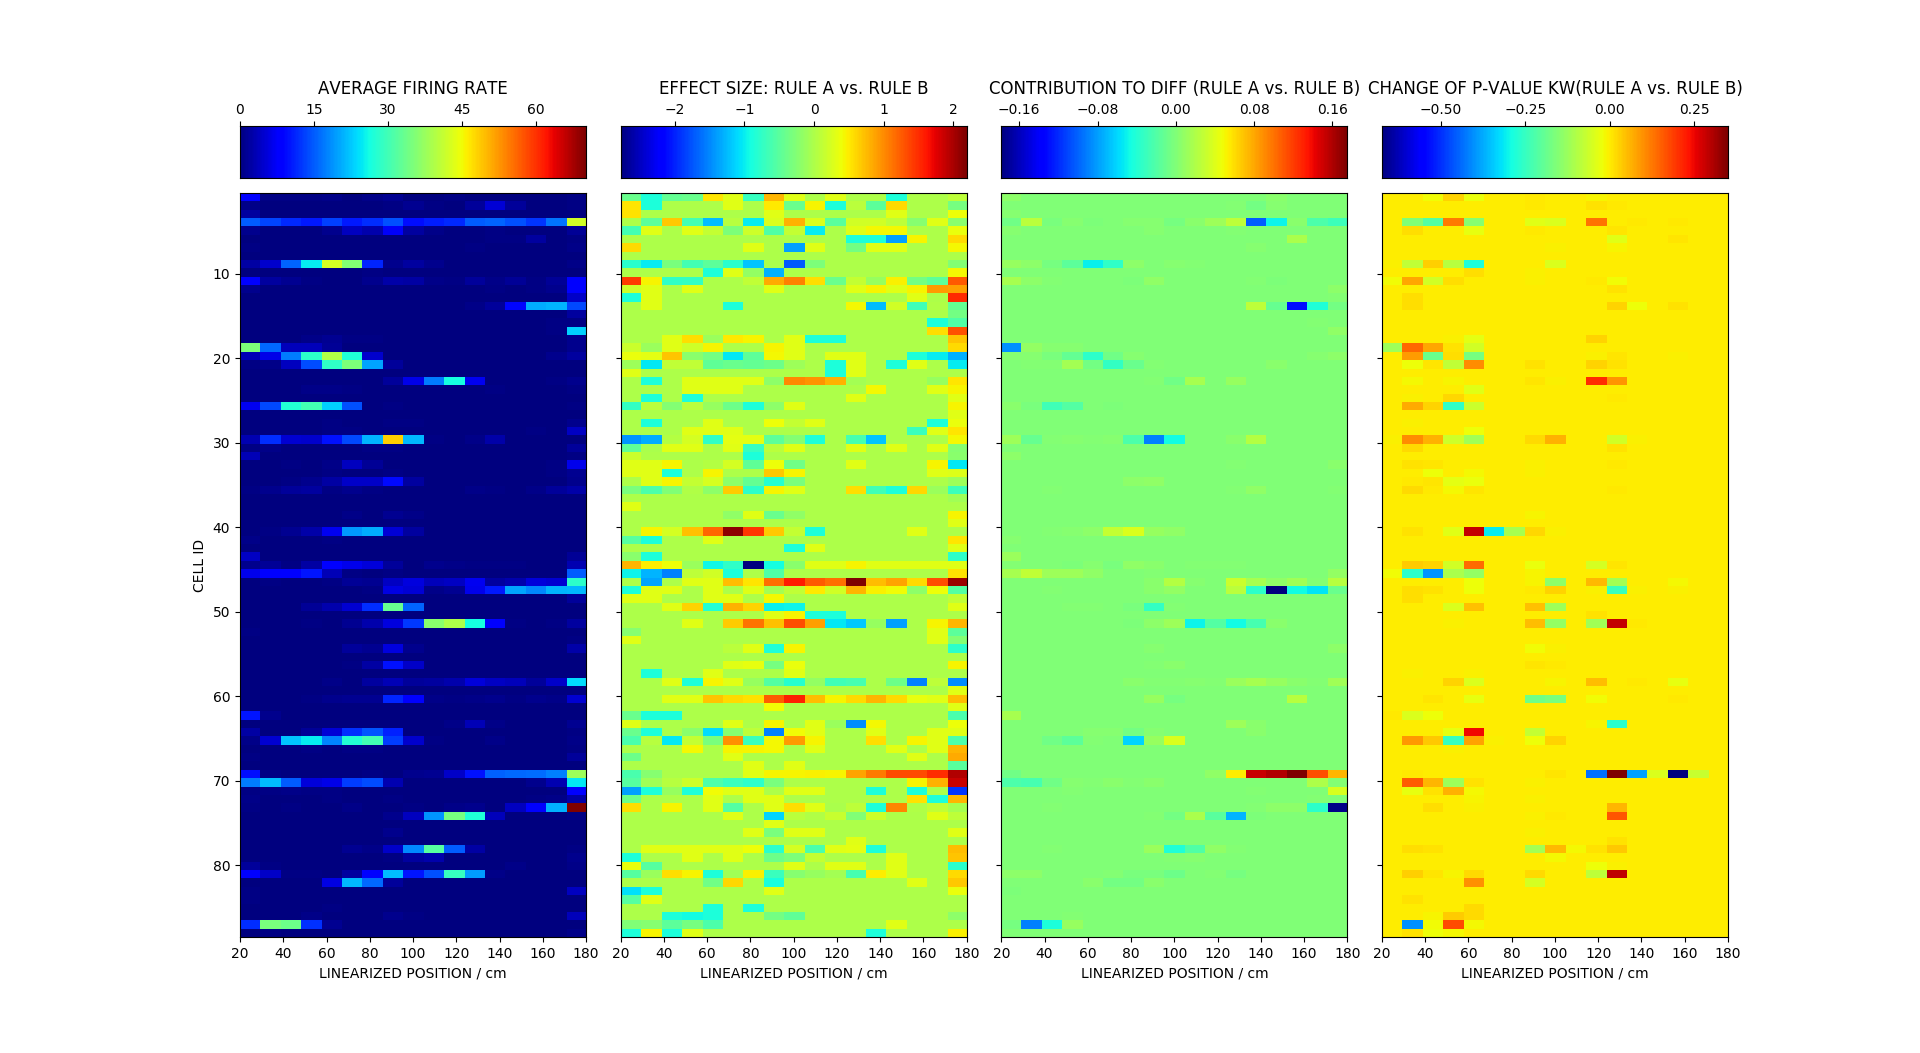 AVERAGE FIRING RATE
0 15 30 45 60
EFFECT SIZE: RULE A vs. RULE B
−2 −1 0 1 2
CONTRIBUTION TO DIFF (RULE A vs. RULE B)
−0.16 −0.08 0.00 0.08 0.16
CHANGE OF P-VALUE KW(RULE A vs. RULE B)
−0.50 −0.25 0.00 0.25
CELL ID
10
20
30
40
50
60
70
80
20 40 60 80 100 120 140 160 180
LINEARIZED POSITION / cm
20 40 60 80 100 120 140 160 180
LINEARIZED POSITION / cm
20 40 60 80 100 120 140 160 180
LINEARIZED POSITION / cm
20 40 60 80 100 120 140 160 180
LINEARIZED POSITION / cm